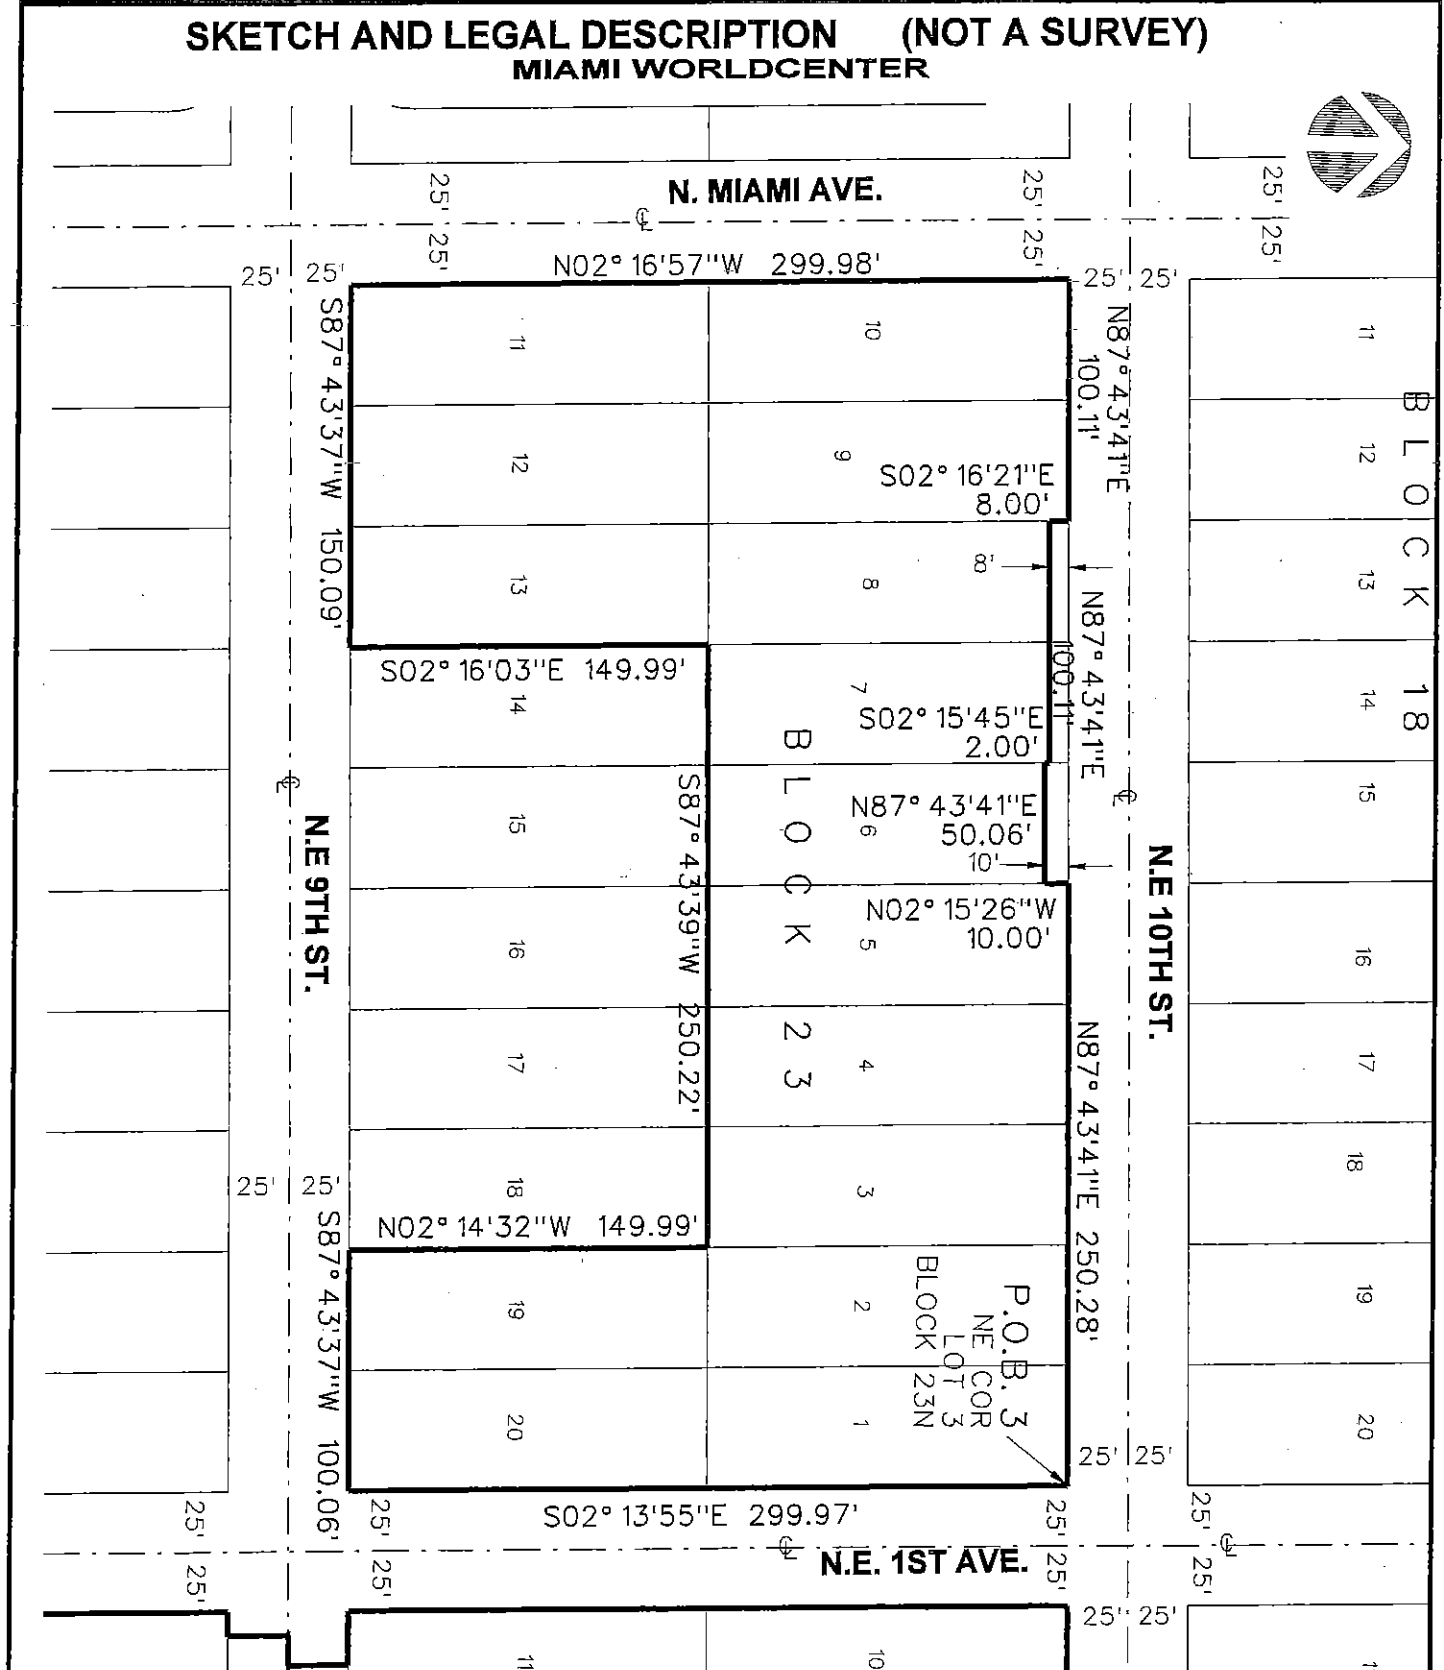 SKETCH AND LEGAL DESCRIPTION (NOT A SURVEY)
MIAMI WORLDCENTER
25'
N. MIAMI AVE.
25'
25'
℄
25'
25'
25'
25' 25'
N02° 16'57"W 299.98'
25' 25'
S87° 43'37"W 150.09'
N87° 43'41"E
100.11'
11
10
11
12
9
12
S02° 16'21"E
8.00'
8'
13
8
13
BLOCK 18
N87° 43'41"E
100.11'
S02° 16'03"E 149.99'
14
7
14
S02° 15'45"E
2.00'
BLOCK 23
℄
℄
S87° 43'39"W 250.22'
N87° 43'41"E
50.06'
10'
15
6
15
N.E 9TH ST.
N.E 10TH ST.
N02° 15'26"W
10.00'
16
5
16
17
4
17
N87° 43'41"E 250.28'
25' 25'
18
3
18
N02° 14'32"W 149.99'
S87° 43'37"W 100.06'
19
2
19
P.O.B. 3
NE COR
LOT 3
BLOCK 23N
20
1
20
25' 25'
S02° 13'55"E 299.97'
25'
25'
25'
25'
℄
℄
N.E. 1ST AVE.
25'
25'
25'
25'
25' 25'
11
10